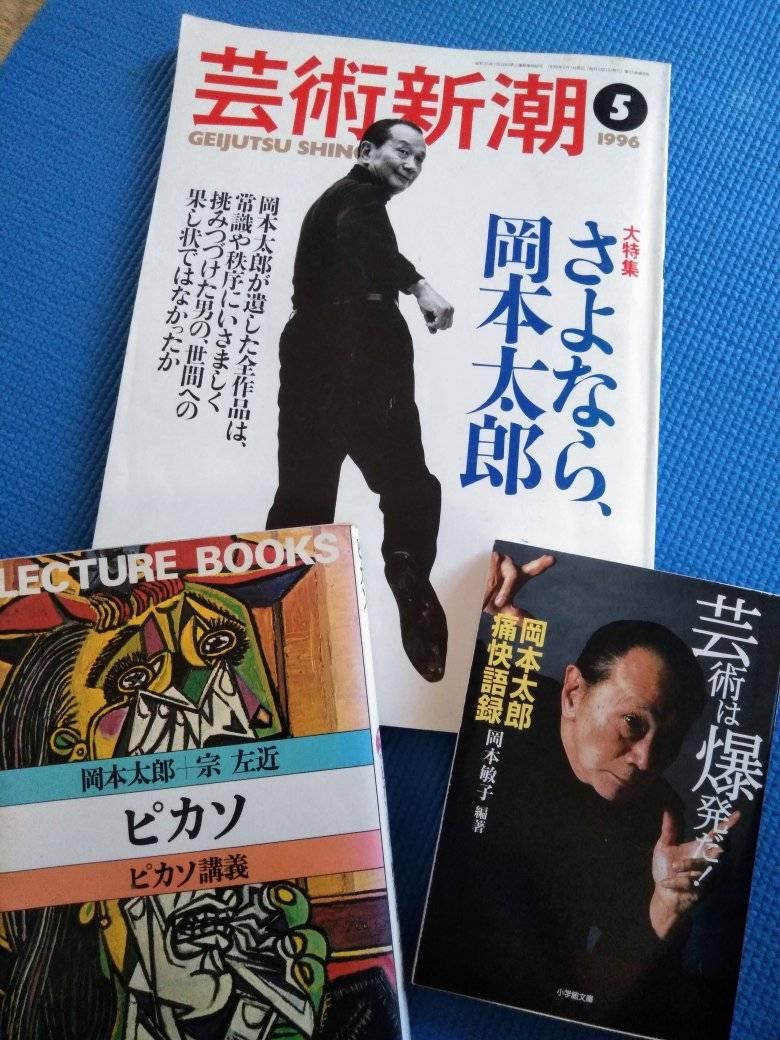 芸術新潮
GEIJUTSU SHINC
5
1996
大特集
さよなら、
岡本太郎
岡本太郎が遺した全作品は、
常識や秩序にいさましく
挑みつづけた男の、世間への
果し状ではなかったか
LECTURE BOOKS
岡本太郎+宗 左近
ピカソ
ピカソ講義
芸術は爆発だ!
岡本太郎
痛快語録
岡本敏子 編著
小学館文庫